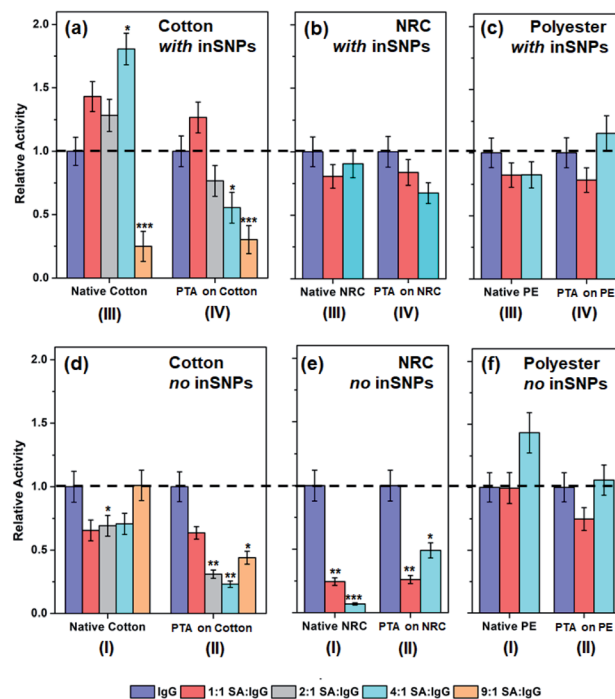 (a) Cotton
with inSNPs
(b) NRC
with inSNPs
(c) Polyester
with inSNPs
Relative Activity
2.0
1.5
1.0
0.5
0.0
***
*
***
Native Cotton PTA on Cotton
(III) (IV)
Native NRC PTA on NRC
(III) (IV)
Native PE PTA on PE
(III) (IV)
(d) Cotton
no inSNPs
(e) NRC
no inSNPs
(f) Polyester
no inSNPs
Relative Activity
2.0
1.5
1.0
0.5
0.0
*
**
**
*
**
***
**
*
Native Cotton PTA on Cotton
(I) (II)
Native NRC PTA on NRC
(I) (II)
Native PE PTA on PE
(I) (II)
IgG 1:1 SA:IgG 2:1 SA:IgG 4:1 SA:IgG 9:1 SA:IgG